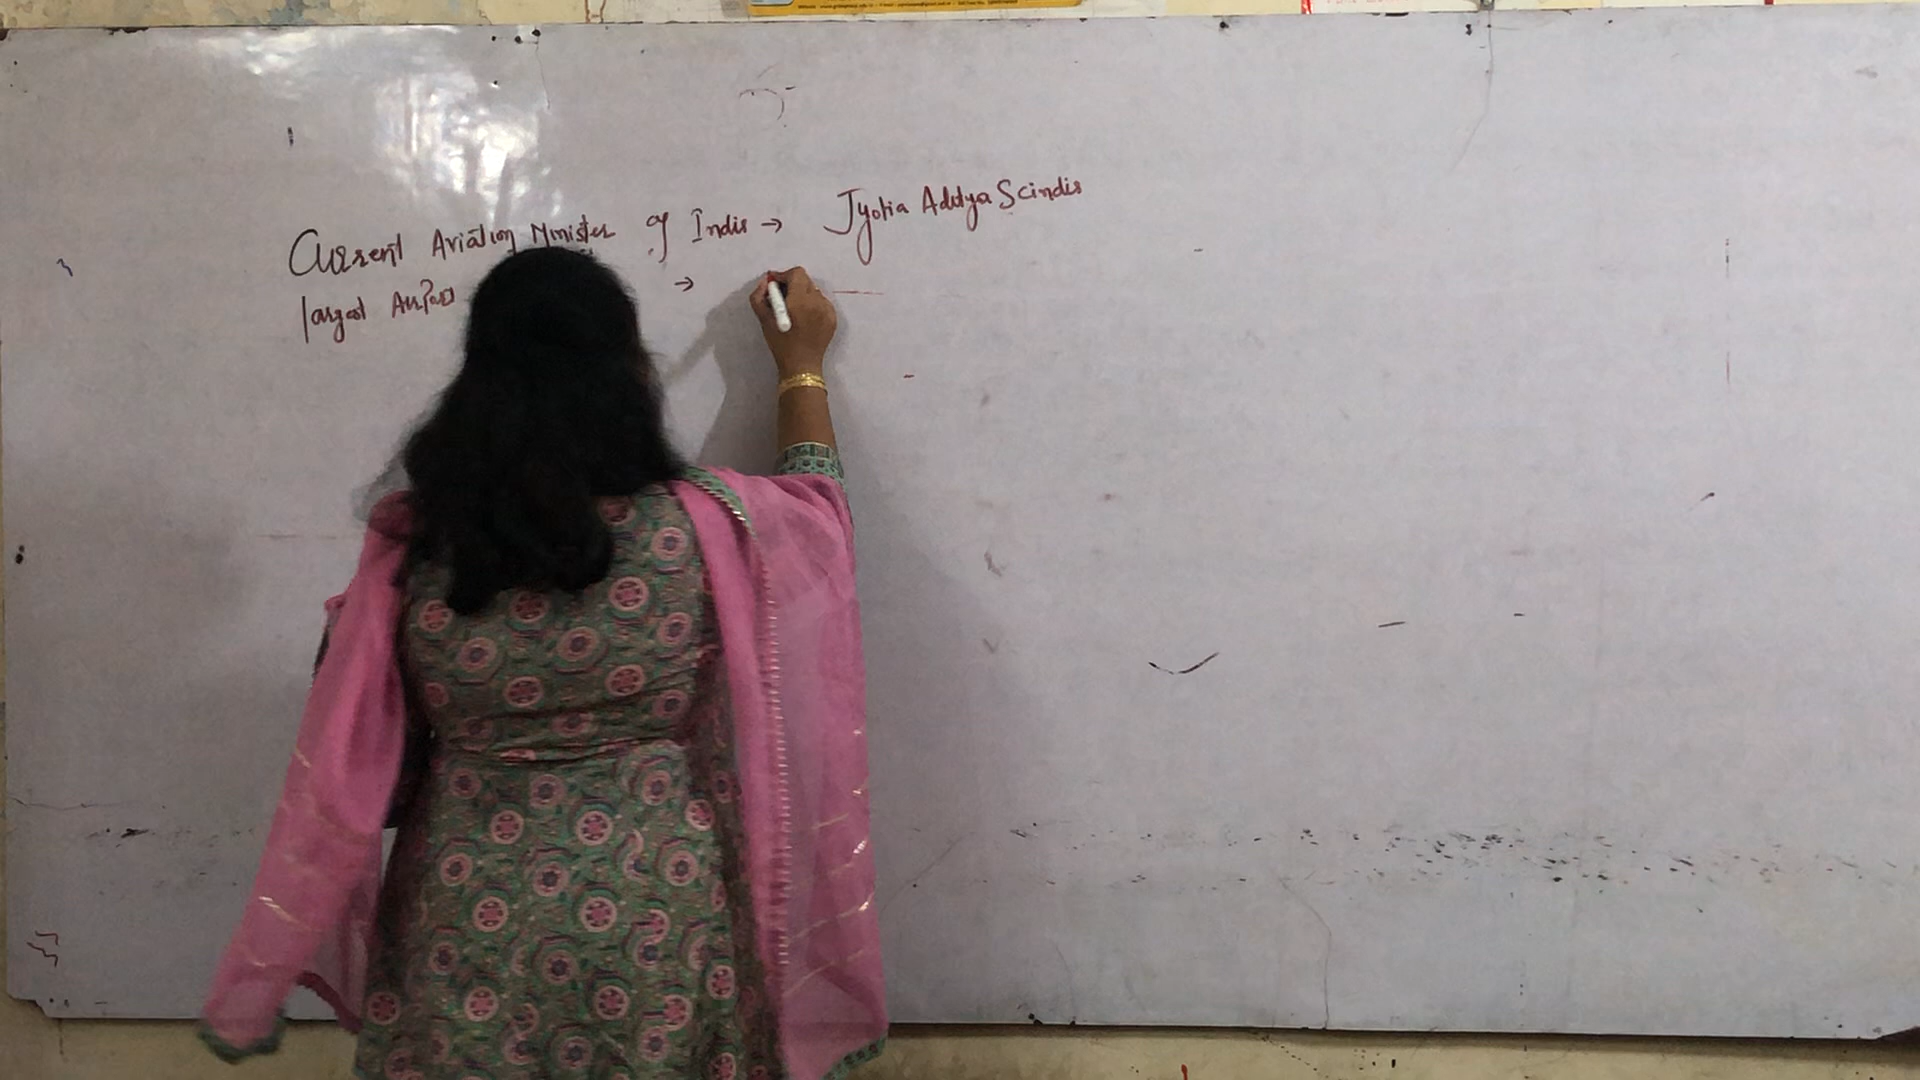 Current Aviation Minister of India → Jyotia Aditya Scindia
largest Airport →